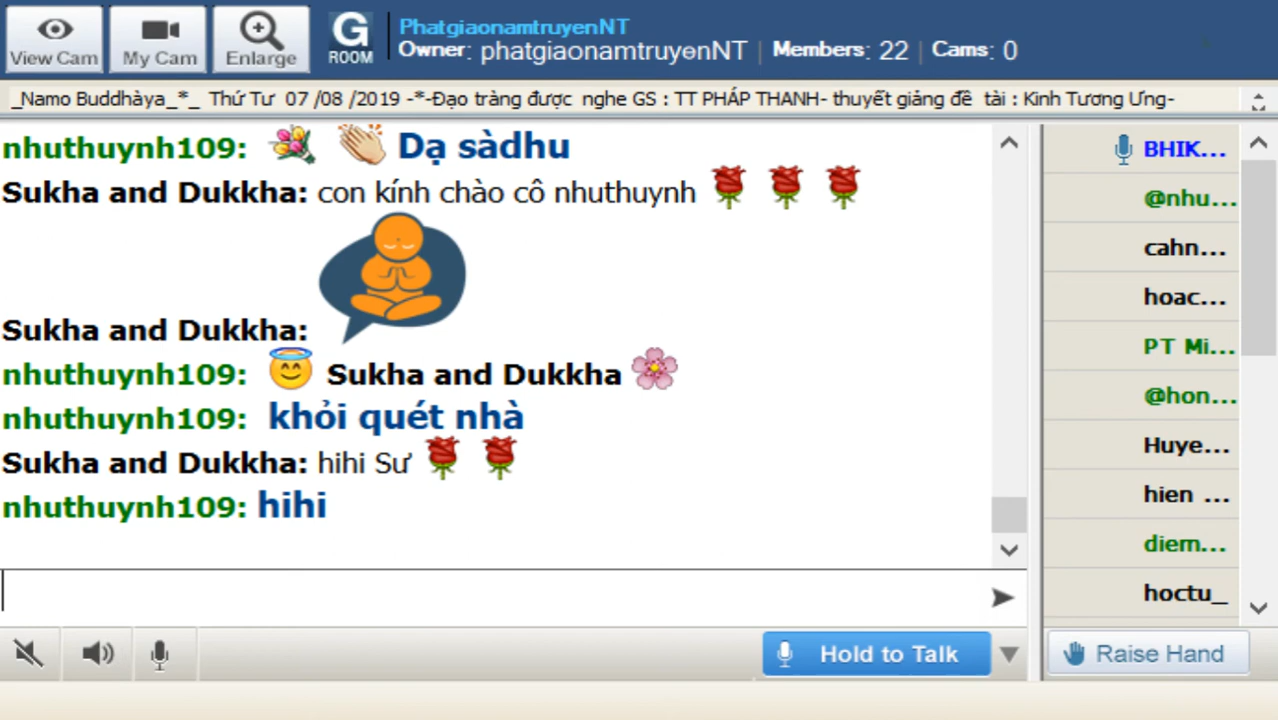 PhatgiaonamtruyenNT
View Cam My Cam Enlarge G ROOM Owner: phatgiaonamtruyenNT | Members: 22 | Cams: 0
_Namo Buddhàya_*_ Thứ Tư 07 /08 /2019 -*-Đạo tràng được nghe GS : TT PHÁP THANH- thuyết giảng đề tài : Kinh Tương Ưng-
nhuthuynh109: Dạ sàdhu
Sukha and Dukkha: con kính chào cô nhuthuynh
Sukha and Dukkha:
nhuthuynh109: Sukha and Dukkha
nhuthuynh109: khỏi quét nhà
Sukha and Dukkha: hihi Sư
nhuthuynh109: hihi
BHIK...
@nhu...
cahn...
hoac...
PT Mi...
@hon...
Huye...
hien ...
diem...
hoctu_
Hold to Talk
Raise Hand